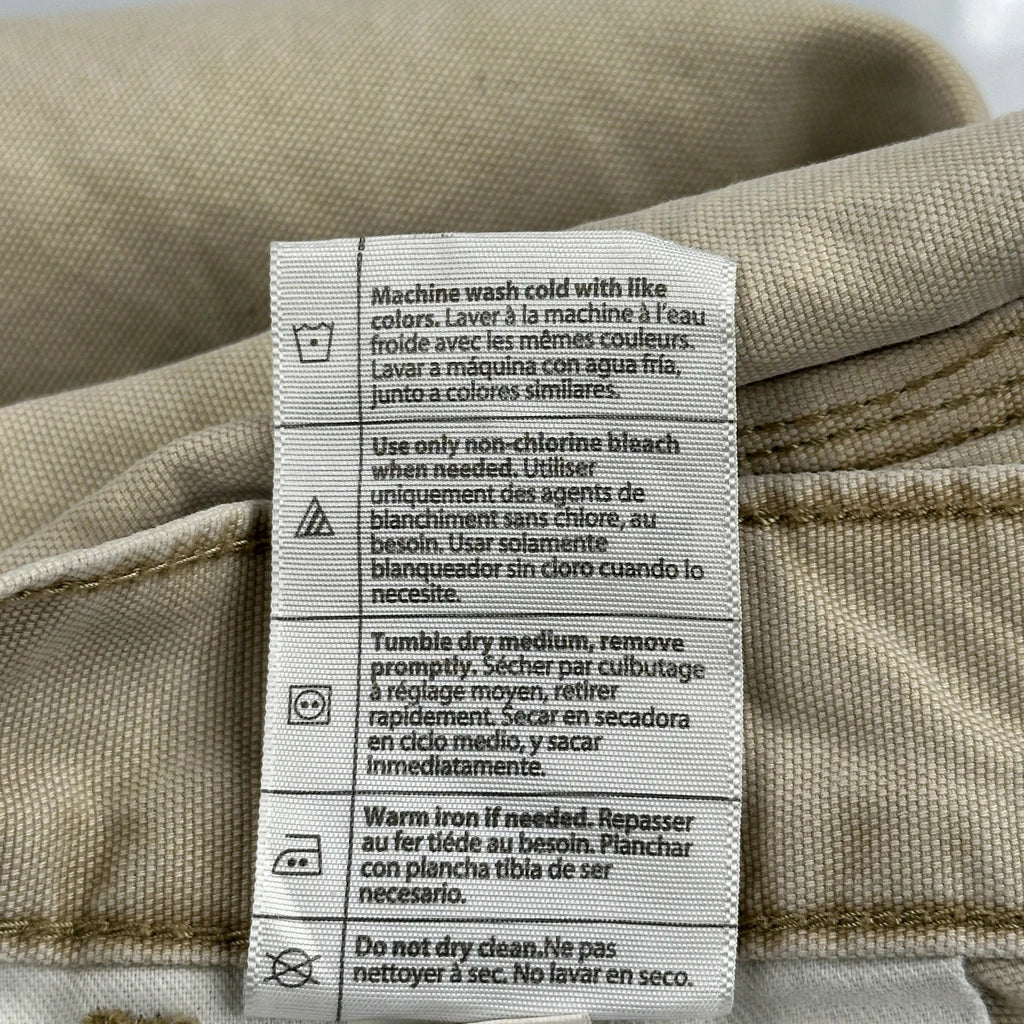 Machine wash cold with like
colors. Laver à la machine à l'eau
froide avec les mêmes couleurs.
Lavar a máquina con agua fría,
junto a colores similares.
Use only non-chlorine bleach
when needed. Utiliser
uniquement des agents de
blanchiment sans chlore, au
besoin. Usar solamente
blanqueador sin cloro cuando lo
necesite.
Tumble dry medium, remove
promptly. Sécher par culbutage
à réglage moyen, retirer
rapidement. Secar en secadora
en ciclo medio, y sacar
inmediatamente.
Warm iron if needed. Repasser
au fer tiéde au besoin. Planchar
con plancha tibia de ser
necesario.
Do not dry clean.Ne pas
nettoyer à sec. No lavar en seco.